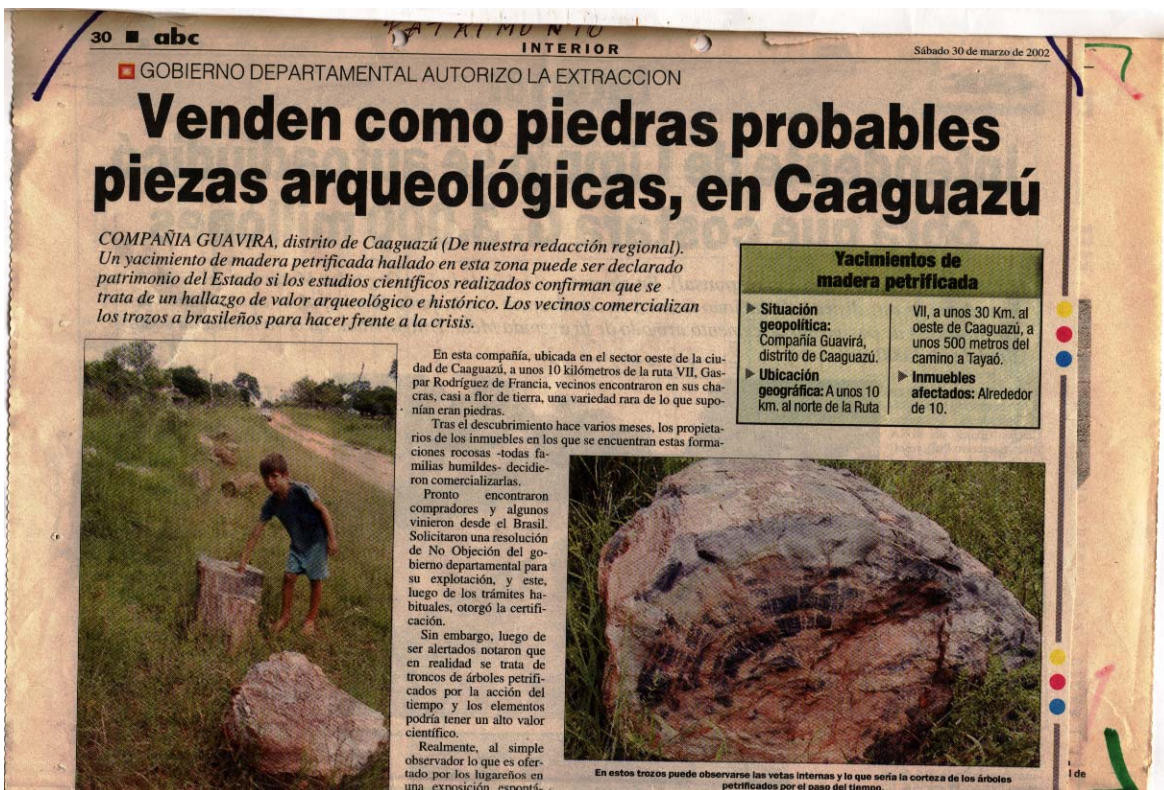 30 ■ abc
PATRIMONIO
INTERIOR
Sábado 30 de marzo de 2002
GOBIERNO DEPARTAMENTAL AUTORIZO LA EXTRACCION
Venden como piedras probables
piezas arqueológicas, en Caaguazú
COMPAÑIA GUAVIRA, distrito de Caaguazú (De nuestra redacción regional).
Un yacimiento de madera petrificada hallado en esta zona puede ser declarado
patrimonio del Estado si los estudios científicos realizados confirman que se
trata de un hallazgo de valor arqueológico e histórico. Los vecinos comercializan
los trozos a brasileños para hacer frente a la crisis.
Yacimientos de
madera petrificada
Situación
geopolítica:
Compañía Guavirá,
distrito de Caaguazú.
Ubicación
geográfica: A unos 10
km. al norte de la Ruta
VII, a unos 30 Km. al
oeste de Caaguazú, a
unos 500 metros del
camino a Tayaó.
Inmuebles
afectados: Alrededor
de 10.
En esta compañía, ubicada en el sector oeste de la ciu-
dad de Caaguazú, a unos 10 kilómetros de la ruta VII, Gas-
par Rodríguez de Francia, vecinos encontraron en sus cha-
cras, casi a flor de tierra, una variedad rara de lo que supo-
nían eran piedras.
Tras el descubrimiento hace varios meses, los propieta-
rios de los inmuebles en los que se encuentran estas forma-
ciones rocosas -todas fa-
milias humildes- decidie-
ron comercializarlas.
Pronto encontraron
compradores y algunos
vinieron desde el Brasil.
Solicitaron una resolución
de No Objeción del go-
bierno departamental para
su explotación, y este,
luego de los trámites ha-
bituales, otorgó la certifi-
cación.
Sin embargo, luego de
ser alertados notaron que
en realidad se trata de
troncos de árboles petrifi-
cados por la acción del
tiempo y los elementos
podría tener un alto valor
científico.
Realmente, al simple
observador lo que es ofer-
tado por los lugareños en
una exposición espontá-
En estos trozos puede observarse las vetas internas y lo que sería la corteza de los árboles
petrificados por el paso del tiempo.
l de